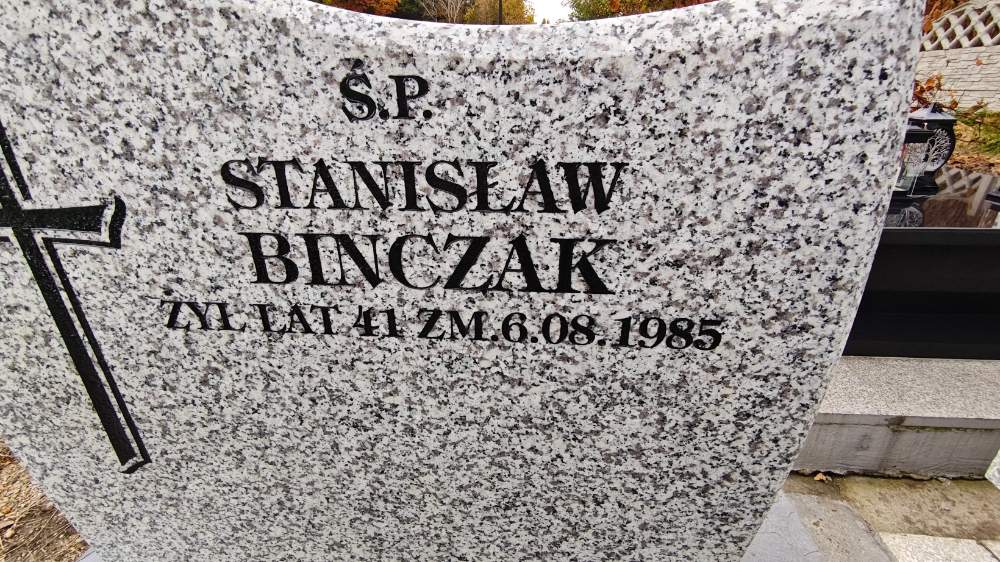 Ś.P.
STANISŁAW
BINCZAK
ŻYŁ LAT 41 ZM.6.08.1985